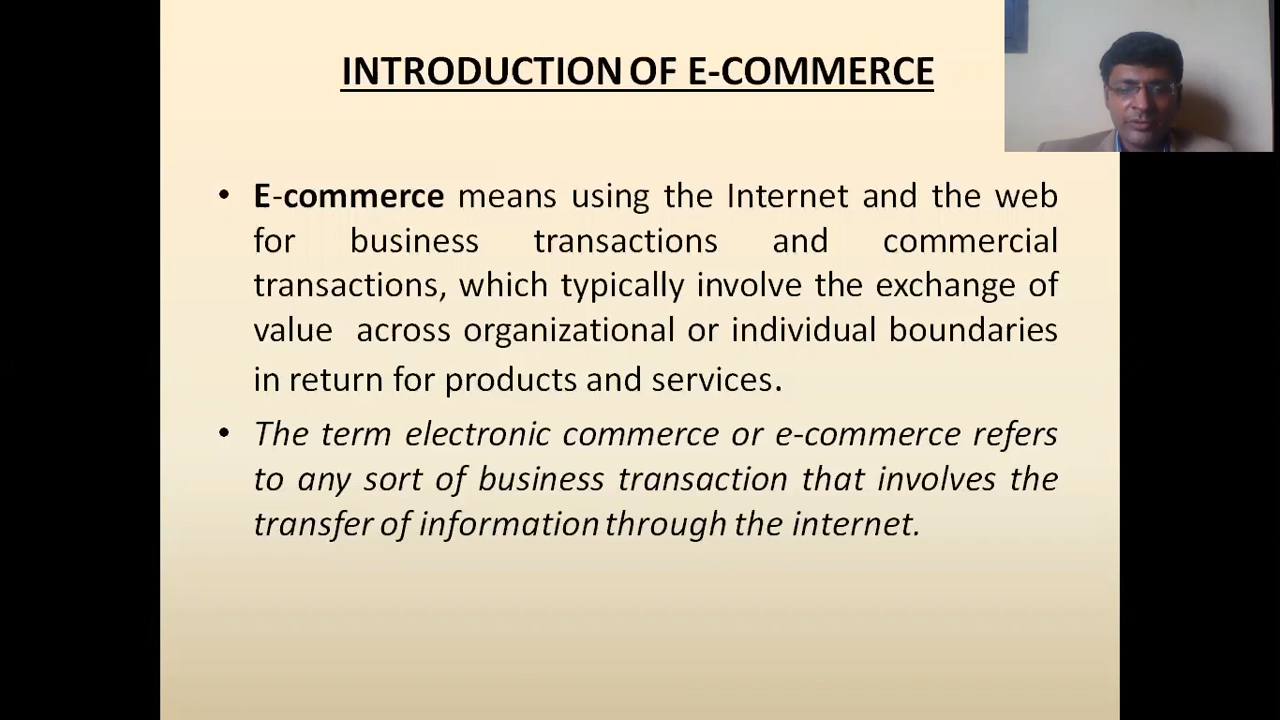 INTRODUCTION OF E-COMMERCE
• E-commerce means using the Internet and the web
for business transactions and commercial
transactions, which typically involve the exchange of
value across organizational or individual boundaries
in return for products and services.
• The term electronic commerce or e-commerce refers
to any sort of business transaction that involves the
transfer of information through the internet.